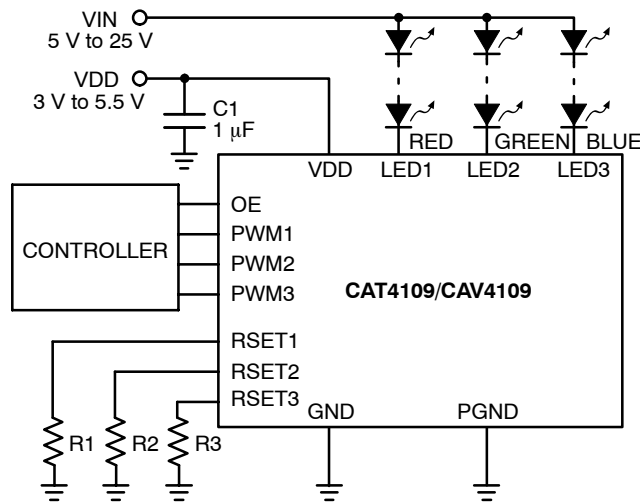 VIN
5 V to 25 V
VDD
3 V to 5.5 V
C1
1 μF
RED
GREEN
BLUE
VDD
LED1
LED2
LED3
CONTROLLER
OE
PWM1
PWM2
PWM3
CAT4109/CAV4109
RSET1
RSET2
RSET3
GND
PGND
R1
R2
R3